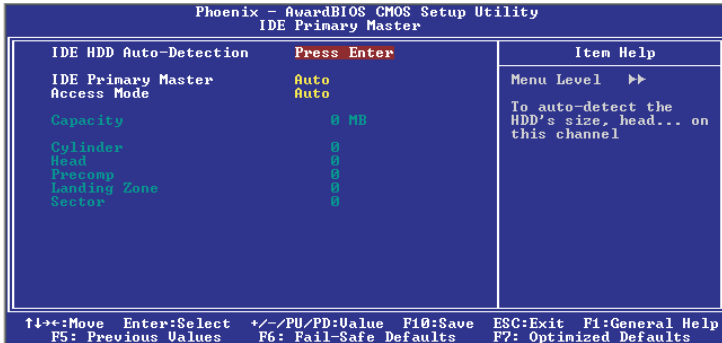 Phoenix - AwardBIOS CMOS Setup Utility
IDE Primary Master
IDE HDD Auto-Detection Press Enter
IDE Primary Master Auto
Access Mode Auto
Capacity 0 MB
Cylinder 0
Head 0
Precomp 0
Landing Zone 0
Sector 0
Item Help
Menu Level ▶▶
To auto-detect the
HDD's size, head... on
this channel
↑↓→←:Move Enter:Select +/-/PU/PD:Value F10:Save ESC:Exit F1:General Help
F5: Previous Values F6: Fail-Safe Defaults F7: Optimized Defaults